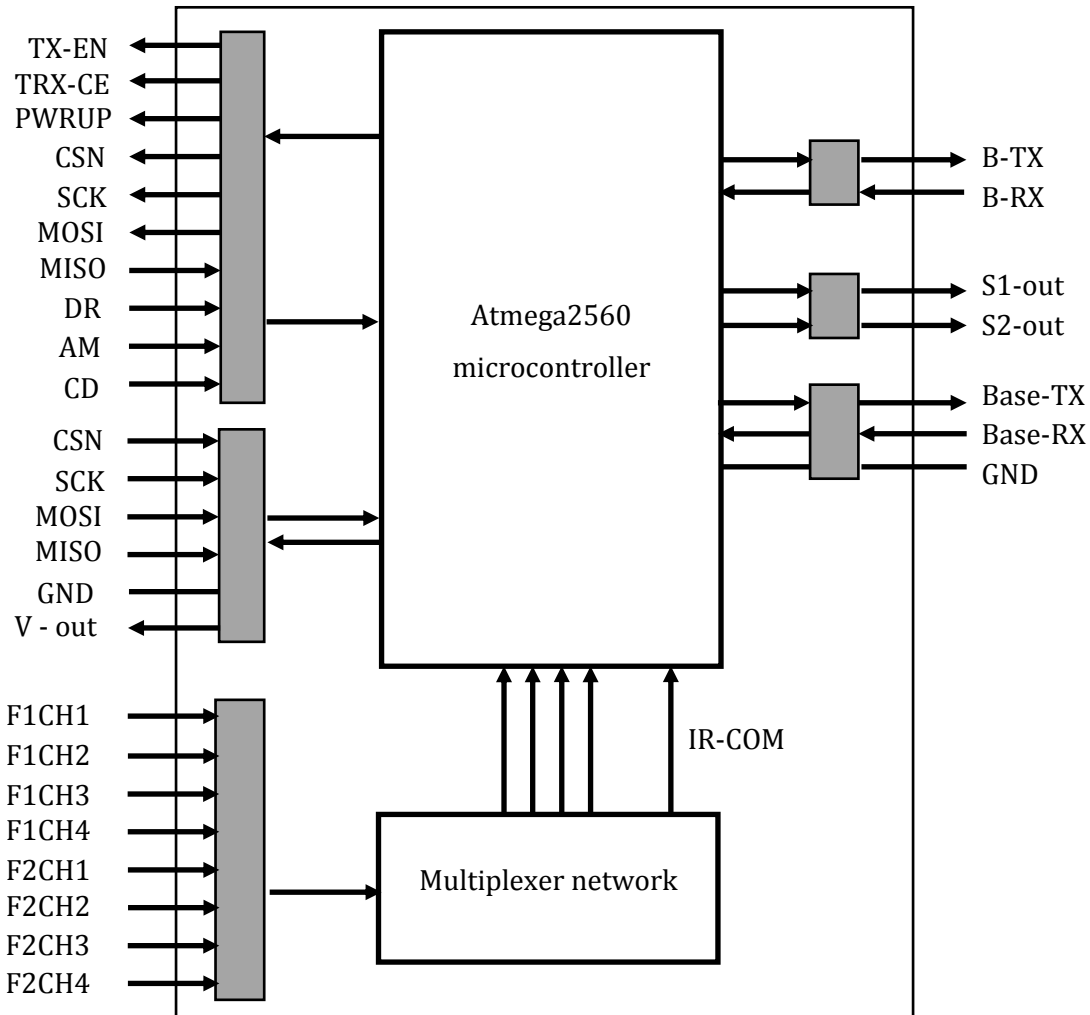 TX-EN
TRX-CE
PWRUP
CSN
SCK
MOSI
MISO
DR
AM
CD
CSN
SCK
MOSI
MISO
GND
V - out
F1CH1
F1CH2
F1CH3
F1CH4
F2CH1
F2CH2
F2CH3
F2CH4
Atmega2560
microcontroller
IR-COM
Multiplexer network
B-TX
B-RX
S1-out
S2-out
Base-TX
Base-RX
GND